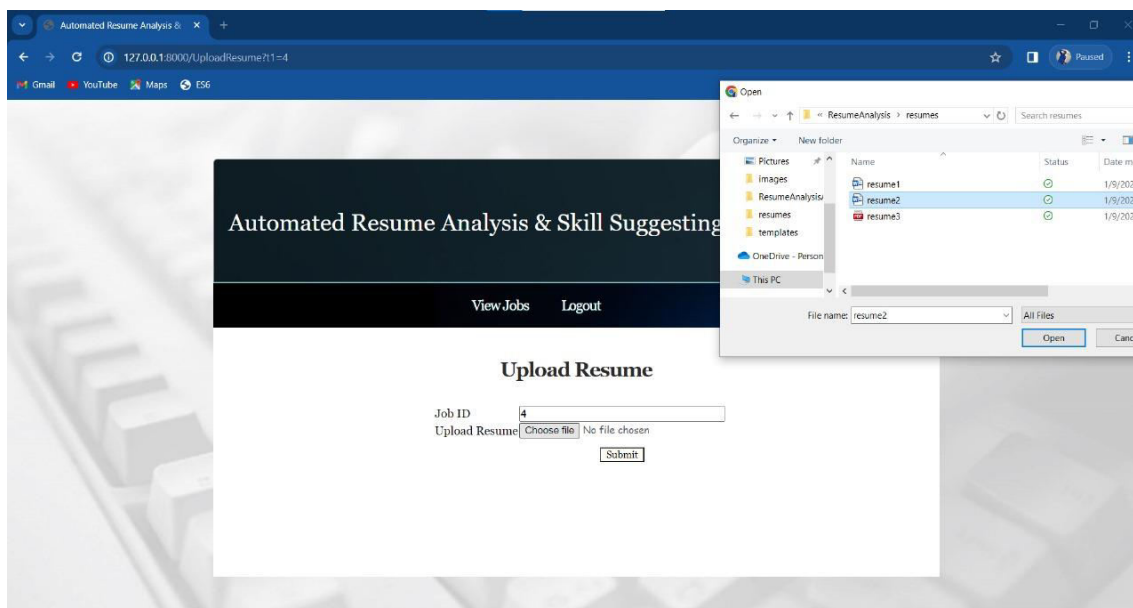 Automated Resume Analysis &
127.0.0.1:8000/UploadResume?t1=4
Paused
Gmail YouTube Maps ES6
Open
« ResumeAnalysis › resumes
Search resumes
Organize New folder
Pictures
images
ResumeAnalysis/
resumes
templates
OneDrive - Person
This PC
Name Status Date m
resume1 1/9/202
resume2 1/9/202
resume3 1/9/202
File name: resume2 All Files
Open Canc
Automated Resume Analysis & Skill Suggesting
View Jobs Logout
Upload Resume
Job ID 4
Upload Resume Choose file No file chosen
Submit